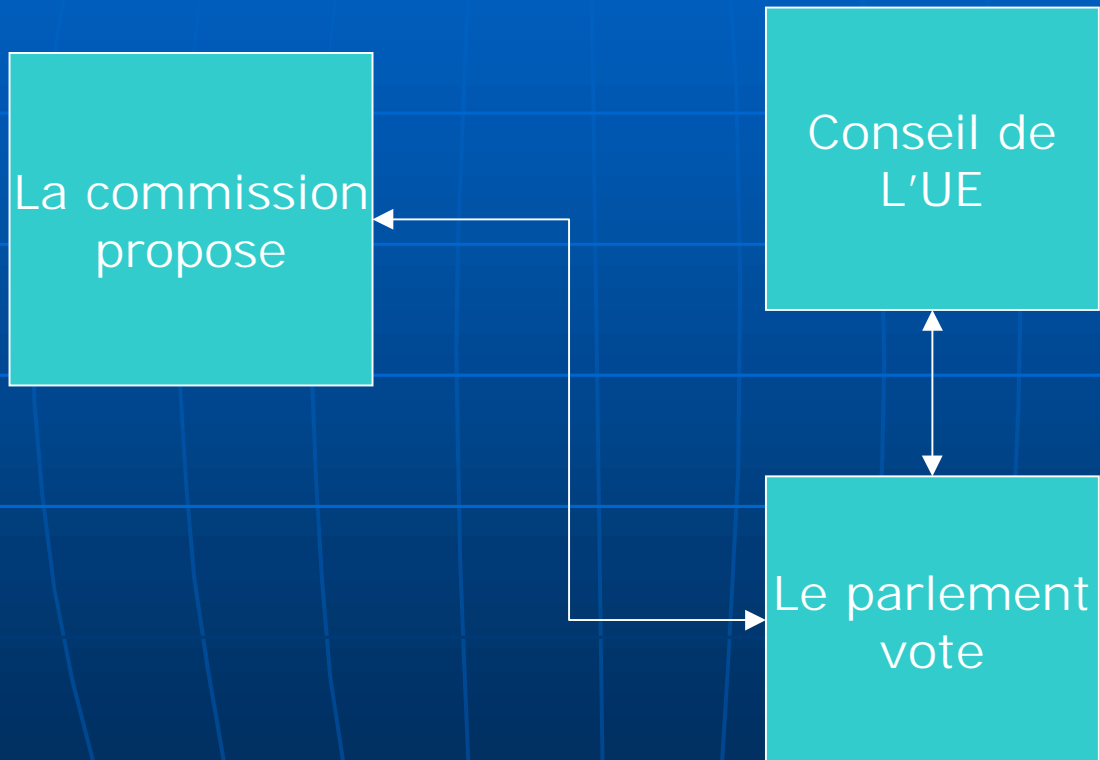 La commission
propose
Conseil de
L'UE
Le parlement
vote